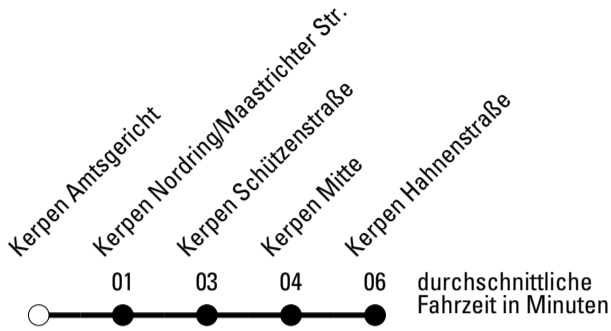 Kerpen Amtsgericht
Kerpen Nordring/Maastrichter Str.
Kerpen Schützenstraße
Kerpen Mitte
Kerpen Hahnenstraße
01 03 04 06 durchschnittliche
Fahrzeit in Minuten